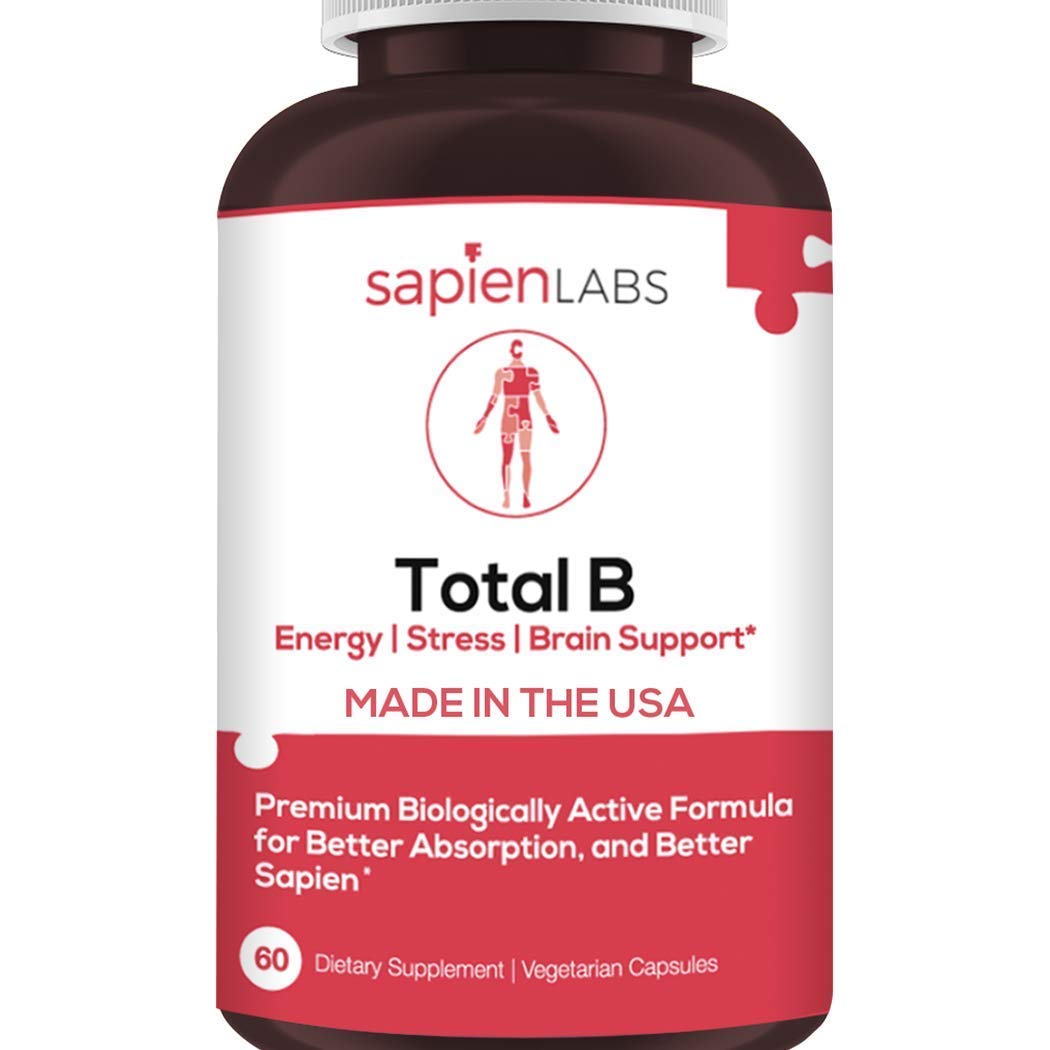 sapienLABS
Total B
Energy | Stress | Brain Support*
MADE IN THE USA
Premium Biologically Active Formula
for Better Absorption, and Better
Sapien*
60 Dietary Supplement | Vegetarian Capsules